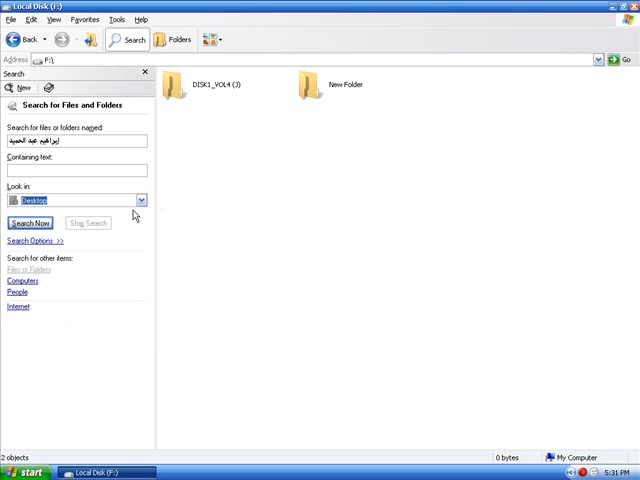 Local Disk (F:)
File Edit View Favorites Tools Help
Back Search Folders
Address F:\ Go
Search
New
Search for Files and Folders
Search for files or folders named:
ابراهيم عبد الحميد
Containing text:
Look in:
Desktop
Search Now Stop Search
Search Options >>
Search for other items:
Files or Folders
Computers
People
Internet
DISK1_VOL4 (J) New Folder
2 objects 0 bytes My Computer
start Local Disk (F:) 5:31 PM